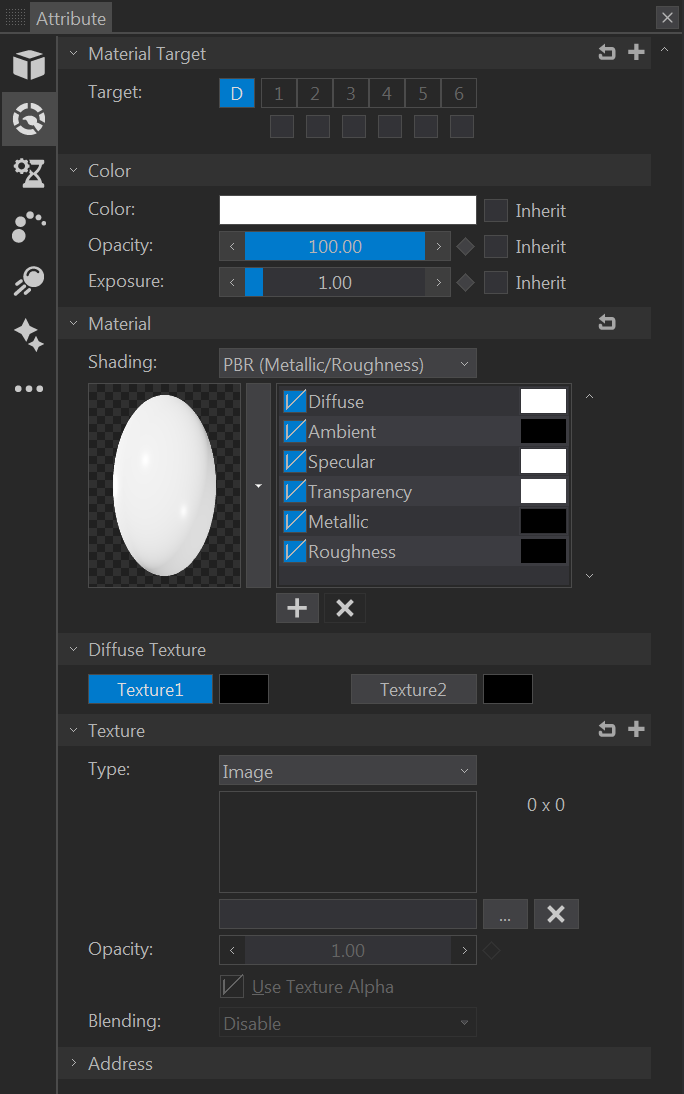 Attribute
Material Target
Target: D 1 2 3 4 5 6
Color
Color: Inherit
Opacity: 100.00 Inherit
Exposure: 1.00 Inherit
Material
Shading: PBR (Metallic/Roughness)
Diffuse
Ambient
Specular
Transparency
Metallic
Roughness
Diffuse Texture
Texture1 Texture2
Texture
Type: Image
0 x 0
...
Opacity: 1.00
Use Texture Alpha
Blending: Disable
Address